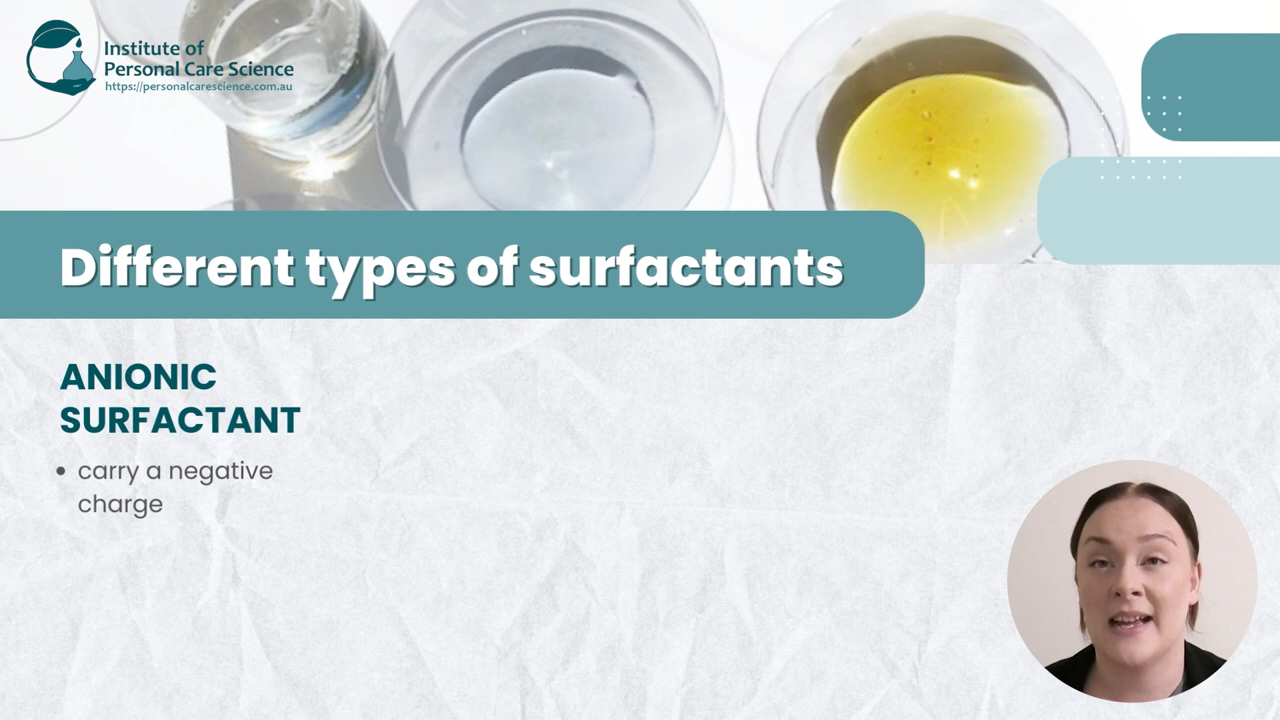 Institute of
Personal Care Science
https://personalcarescience.com.au
Different types of surfactants
ANIONIC
SURFACTANT
• carry a negative
charge